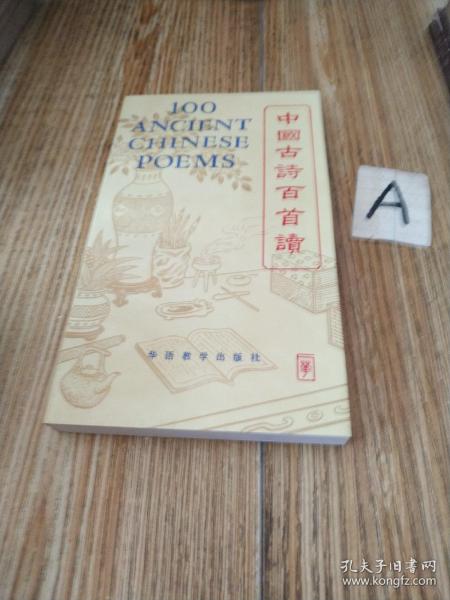 100
ANCIENT
CHINESE
POEMS
中國古詩百首讀
华语教学出版社
A
孔夫子旧书网
www.kongfz.com